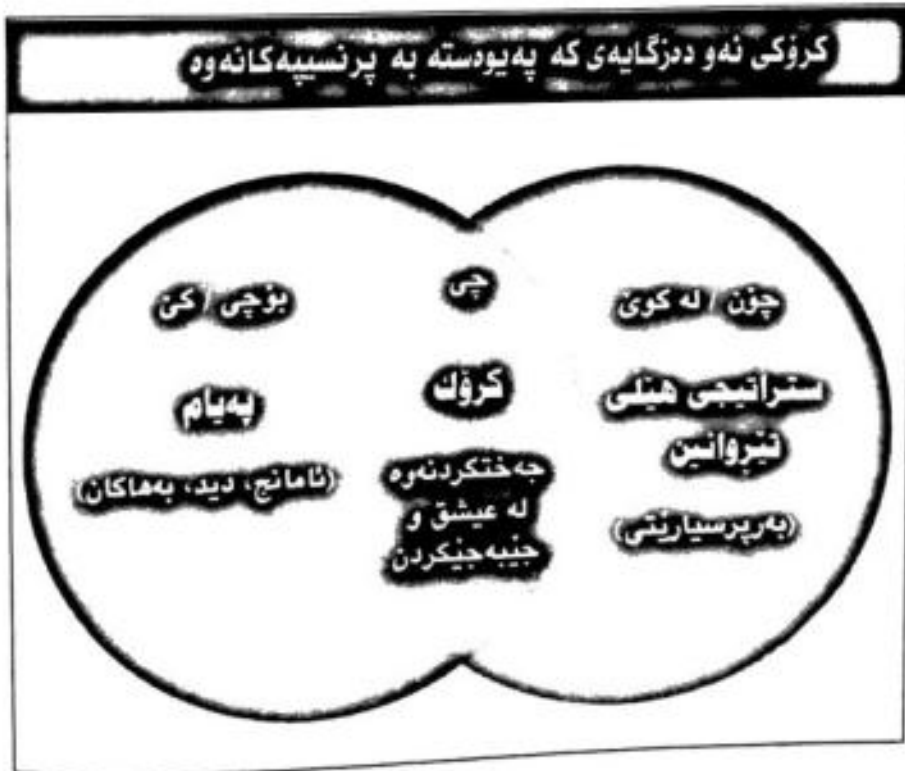 کرۆکی ئەو دەزگایەی کە پەیوەستە بە پرنسیپەکانەوە
چۆن / لە کوێ
ستراتیجی هێڵی
تێڕوانین
(بەرپرسیارێتی)
چی
کرۆک
جەختکردنەوە
لە عیشق و
جێبەجێکردن
بۆچی / کێ
پەیام
(ئامانج، دید، بەهاکان)